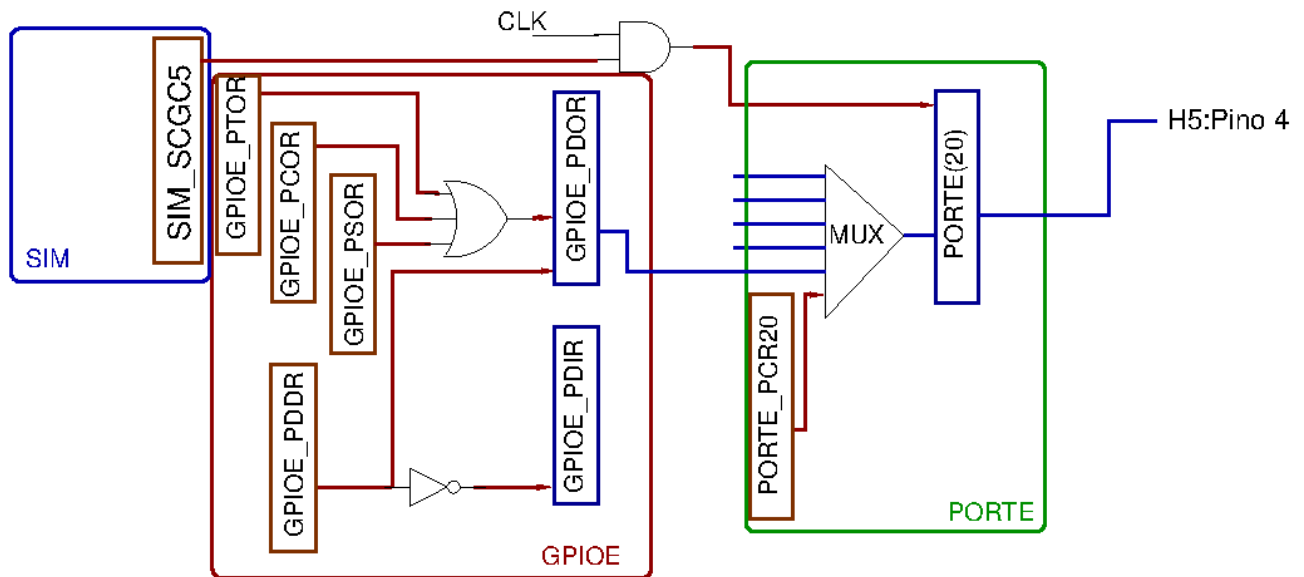 CLK
SIM_SCGC5
SIM
GPIOE_PTOR
GPIOE_PCOR
GPIOE_PSOR
GPIOE_PDOR
GPIOE_PDDR
GPIOE_PDIR
GPIOE
MUX
PORTE(20)
PORTE_PCR20
PORTE
H5:Pino 4